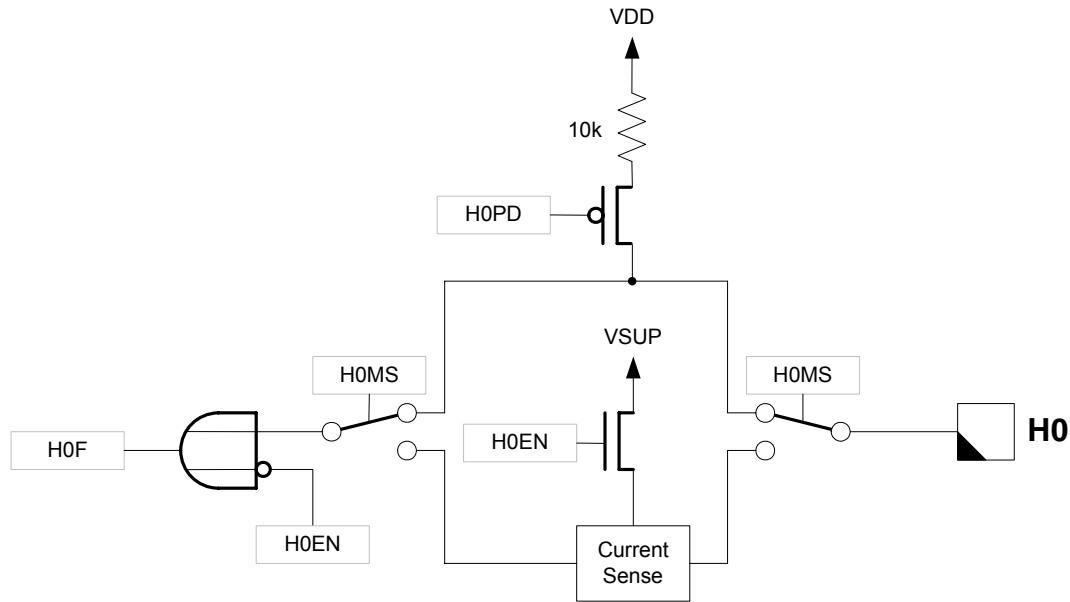 VDD
10k
H0PD
VSUP
H0MS
H0MS
H0F
H0EN
H0
H0EN
Current
Sense